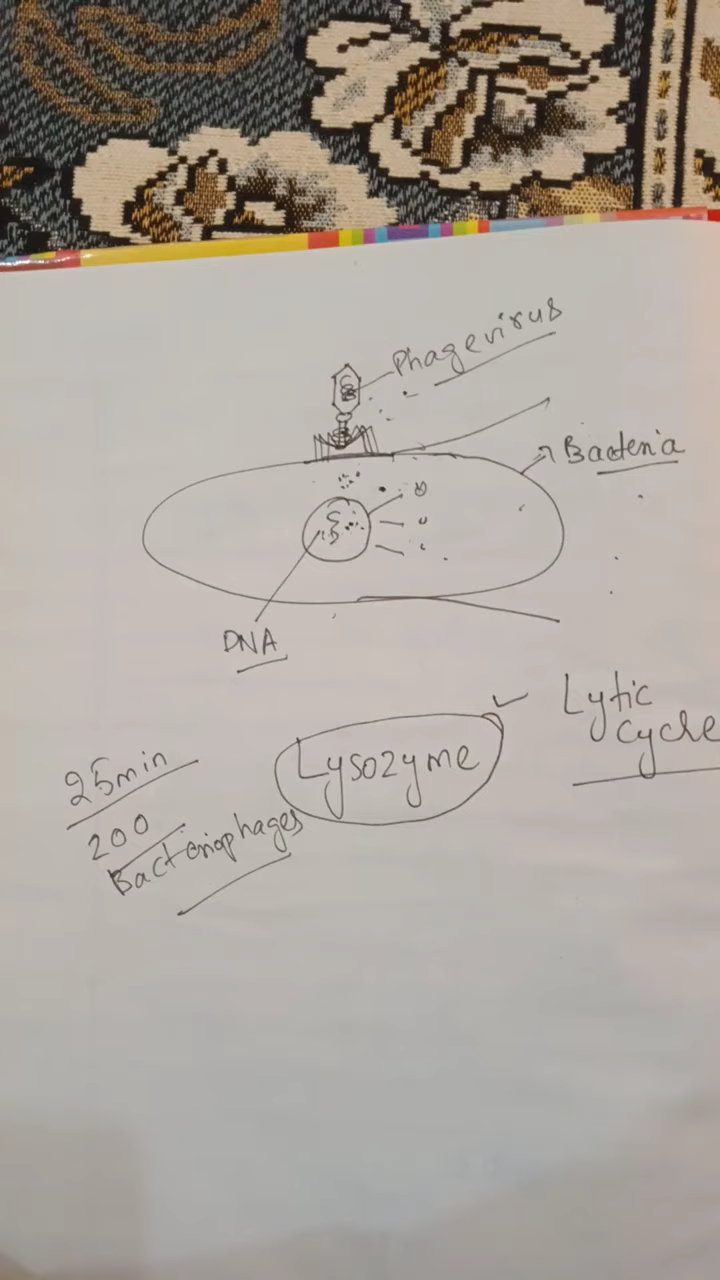 Phagevirus
Bacteria
DNA
Lytic
Cycle
Lysozyme
25min
200
Bacteriophages